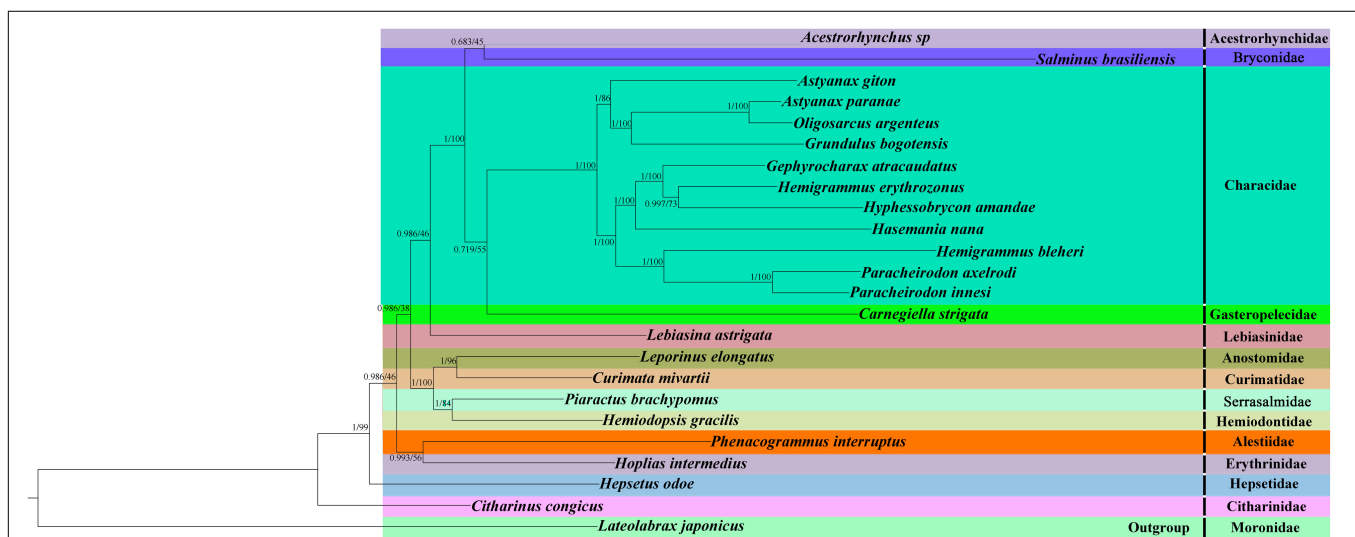 0.683/45
Acestrorhynchus sp
Acestrorhynchidae
Salminus brasiliensis
Bryconidae
Astyanax giton
1/86
Astyanax paranae
1/100
Oligosarcus argenteus
1/100
1/100
Grundulus bogotensis
1/100
Gephyrocharax atracaudatus
1/100
Hemigrammus erythrozonus
Characidae
0.997/73
Hyphessobrycon amandae
1/100
Hasemania nana
0.986/46
1/100
0.719/55
Hemigrammus bleheri
1/100
Paracheirodon axelrodi
1/100
Paracheirodon innesi
0.986/38
Carnegiella strigata
Gasteropelecidae
Lebiasina astrigata
Lebiasinidae
Leporinus elongatus
Anostomidae
1/96
0.986/46
Curimata mivartii
Curimatidae
1/100
Piaractus brachypomus
Serrasalmidae
1/84
Hemiodopsis gracilis
Hemiodontidae
1/99
Phenacogrammus interruptus
Alestiidae
0.993/56
Hoplias intermedius
Erythrinidae
Hepsetus odoe
Hepsetidae
Citharinus congicus
Citharinidae
Lateolabrax japonicus
Outgroup
Moronidae